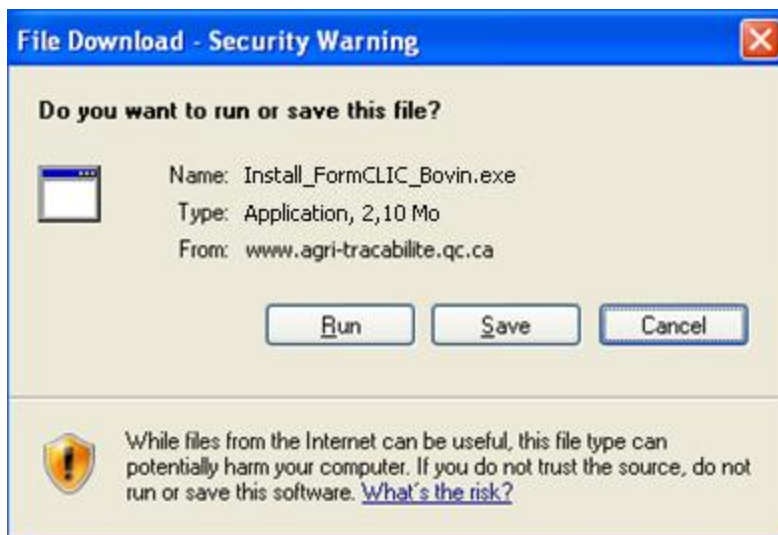 File Download - Security Warning
Do you want to run or save this file?
Name: Install_FormCLIC_Bovin.exe
Type: Application, 2,10 Mo
From: www.agri-tracabilite.qc.ca
Run Save Cancel
While files from the Internet can be useful, this file type can
potentially harm your computer. If you do not trust the source, do not
run or save this software. What's the risk?